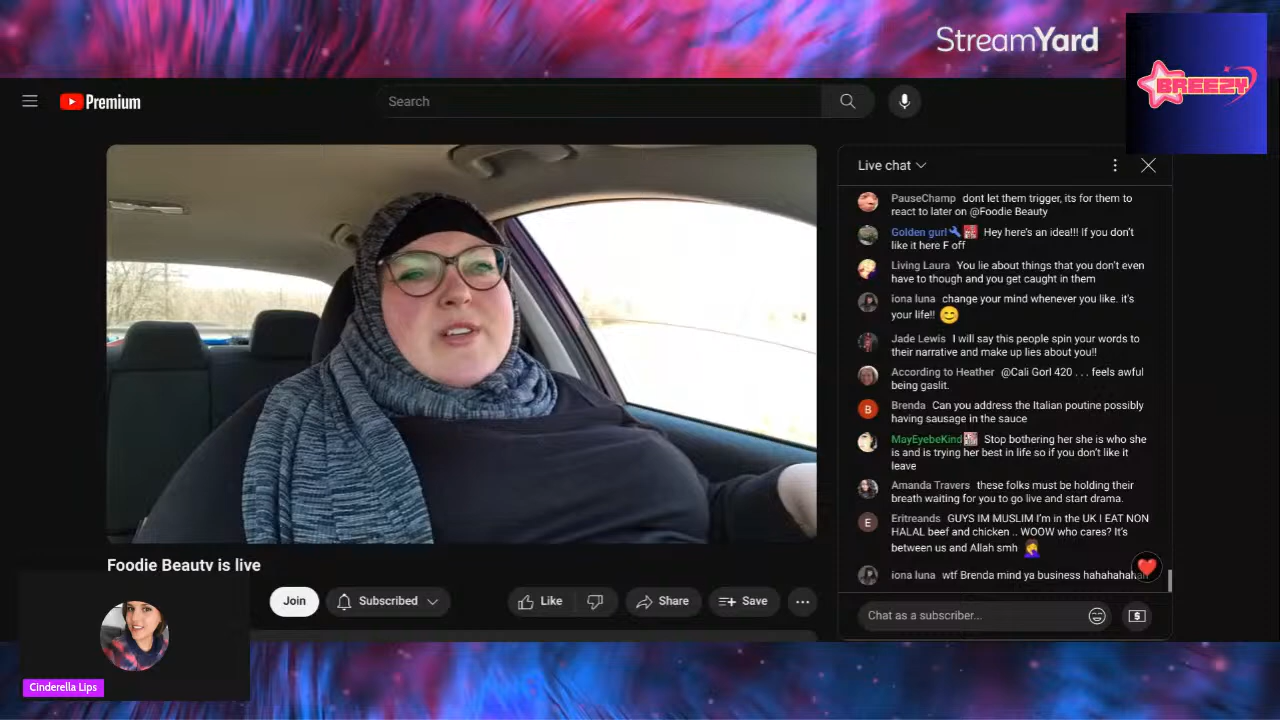 StreamYard
BREEZY
Premium
Search
Live chat
PauseChamp dont let them trigger, its for them to
react to later on @Foodie Beauty
Golden gurl Hey here's an idea!!! If you don't
like it here F off
Living Laura You lie about things that you don't even
have to though and you get caught in them
iona luna change your mind whenever you like. it's
your life!! 😊
Jade Lewis I will say this people spin your words to
their narrative and make up lies about you!!
According to Heather @Cali Gorl 420 . . . feels awful
being gaslit.
B
Brenda Can you address the Italian poutine possibly
having sausage in the sauce
MayEyebeKind Stop bothering her she is who she
is and is trying her best in life so if you don't like it
leave
Amanda Travers these folks must be holding their
breath waiting for you to go live and start drama.
E
Eritreands GUYS IM MUSLIM I'm in the UK I EAT NON
HALAL beef and chicken .. WOOW who cares? It's
between us and Allah smh 🤦‍♀️
iona luna wtf Brenda mind ya business hahahahahah
Chat as a subscriber...
Foodie Beauty is live
Join
Subscribed
Like
Share
Save
Cinderella Lips